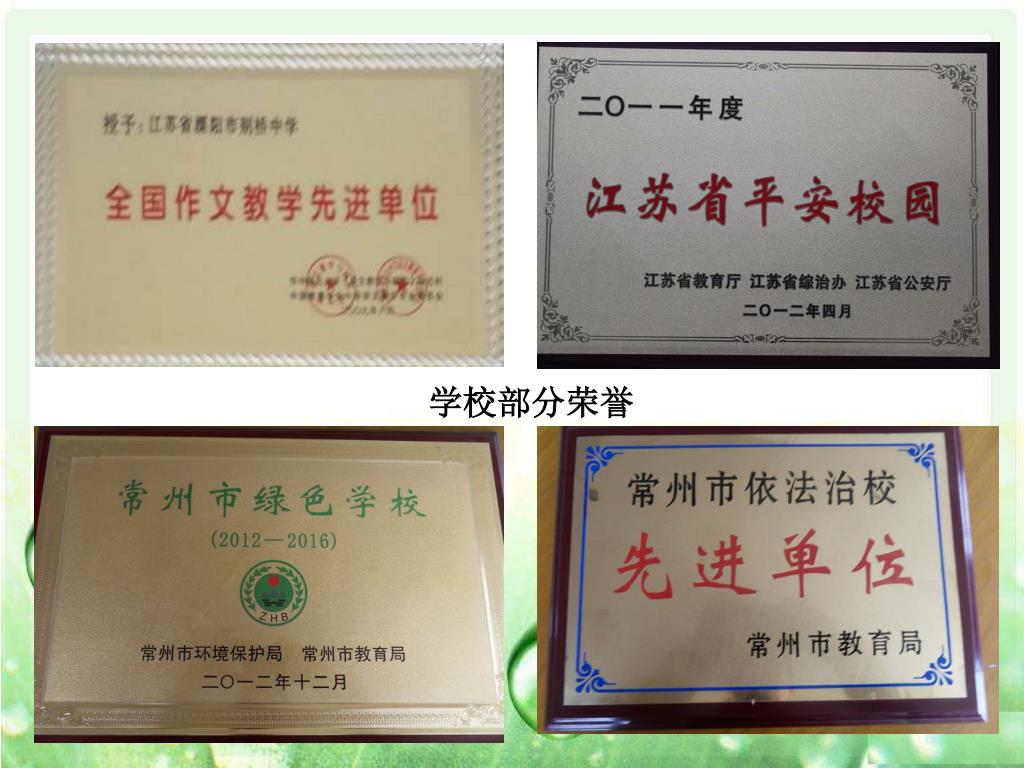 授予：江苏省溧阳市别桥中学
全国作文教学先进单位
二〇一一年度
江苏省平安校园
江苏省教育厅 江苏省综治办 江苏省公安厅
二〇一二年四月
学校部分荣誉
常州市绿色学校
(2012—2016)
ZHB
常州市环境保护局 常州市教育局
二〇一二年十二月
常州市依法治校
先进单位
常州市教育局